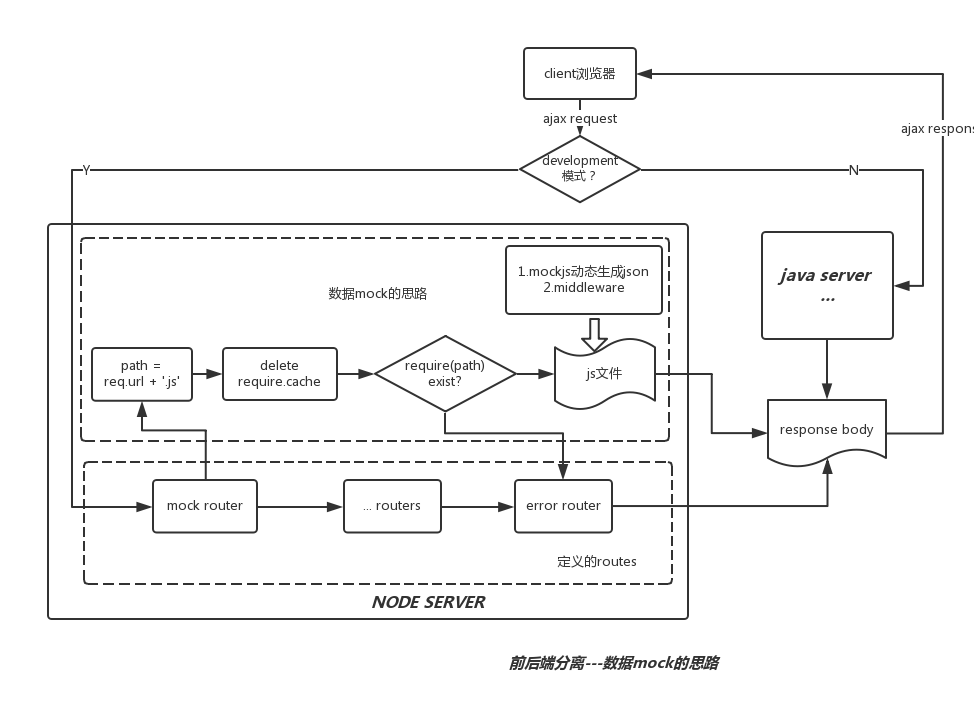 client浏览器
ajax request
ajax respons
development
模式？
Y
N
1.mockjs动态生成json
2.middleware
java server
...
数据mock的思路
path =
req.url + '.js'
delete
require.cache
require(path)
exist?
js文件
response body
mock router
... routers
error router
定义的routes
NODE SERVER
前后端分离---数据mock的思路